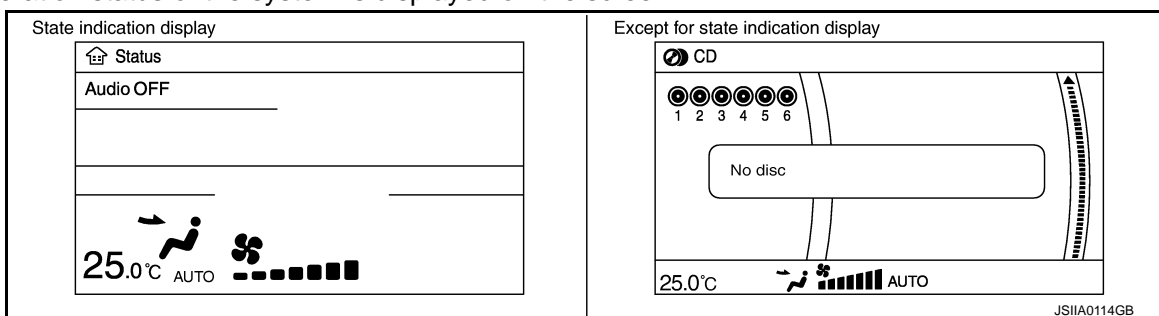 State indication display
Status
Audio OFF
25.0°C AUTO
Except for state indication display
CD
1 2 3 4 5 6
No disc
25.0°C AUTO
JSIIA0114GB